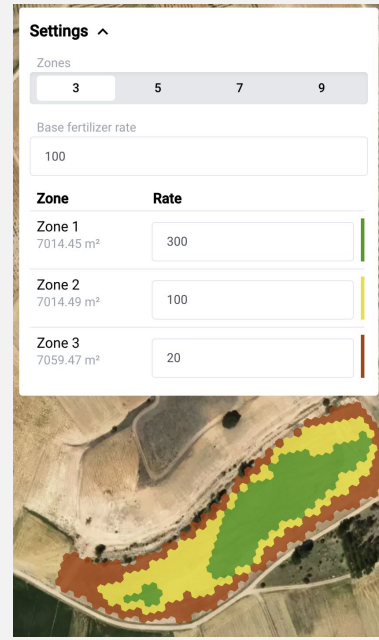 Settings
Zones
3 5 7 9
Base fertilizer rate
100
Zone Rate
Zone 1
7014.45 m²
300
Zone 2
7014.49 m²
100
Zone 3
7059.47 m²
20